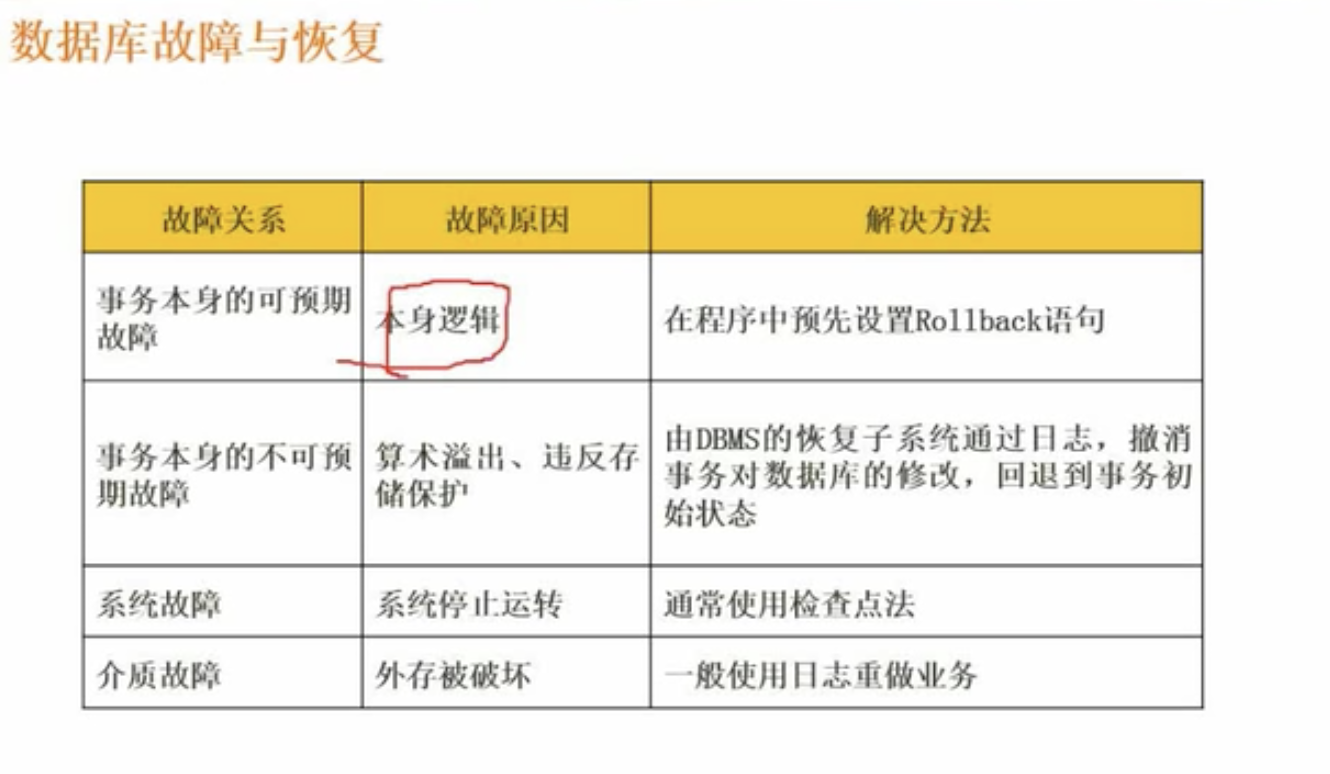 数据库故障与恢复
故障关系 故障原因 解决方法
事务本身的可预期
故障
本身逻辑
在程序中预先设置Rollback语句
事务本身的不可预
期故障
算术溢出、违反存
储保护
由DBMS的恢复子系统通过日志，撤消
事务对数据库的修改，回退到事务初
始状态
系统故障 系统停止运转 通常使用检查点法
介质故障 外存被破坏 一般使用日志重做业务